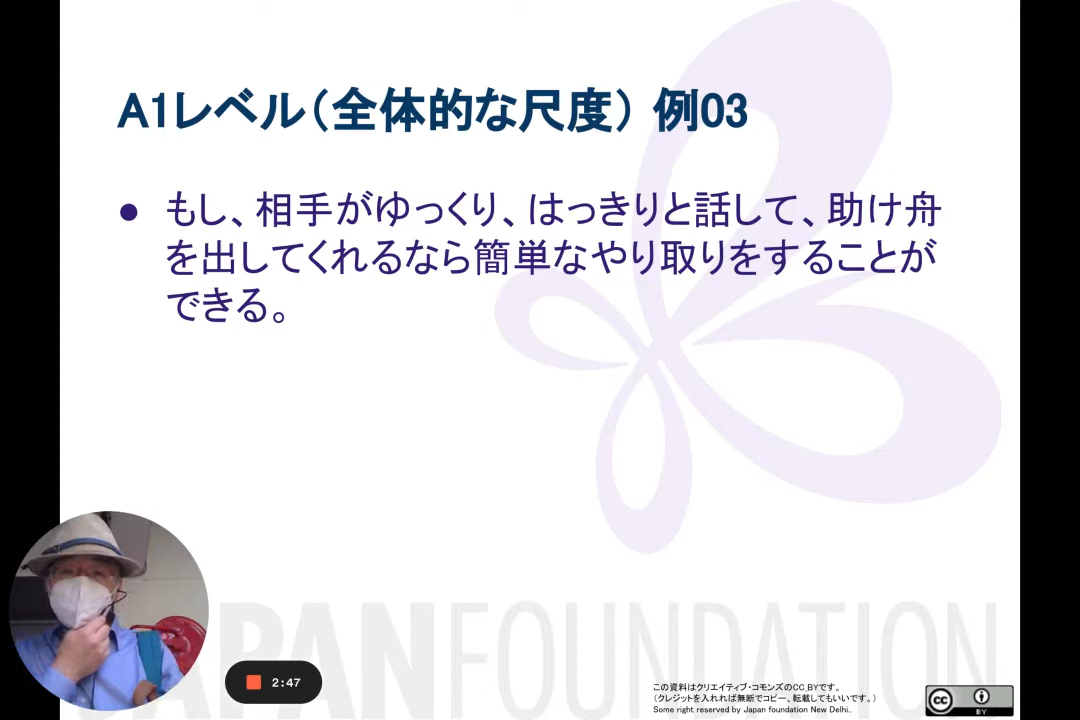 A1レベル（全体的な尺度） 例03
● もし、相手がゆっくり、はっきりと話して、助け舟
を出してくれるなら簡単なやり取りをすることが
できる。
JAPANFOUNDATION
2:47
この資料はクリエイティブ・コモンズのCC_BYです。
（クレジットを入れれば無断でコピー、転載してもいいです。）
Some right reserved by Japan foundation New Delhi.
cc
BY